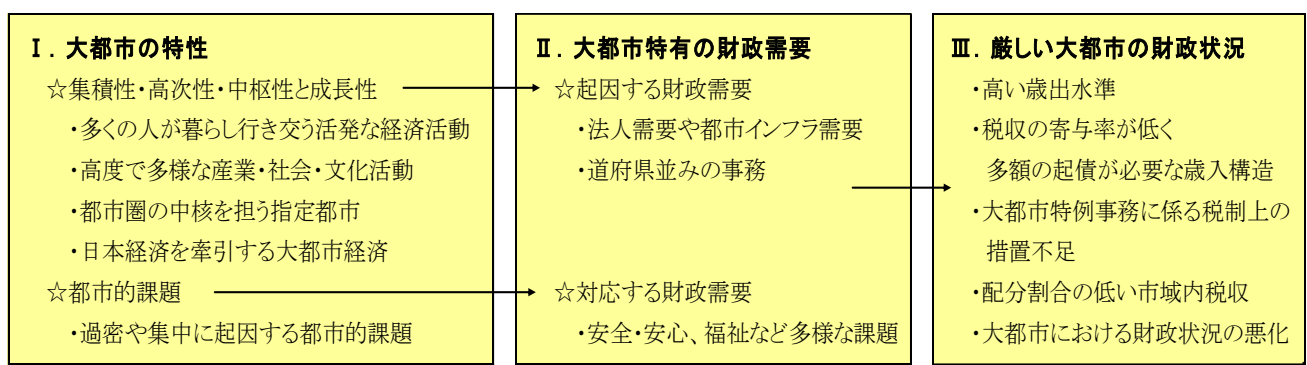 Ⅰ. 大都市の特性
☆集積性・高次性・中枢性と成長性
・多くの人が暮らし行き交う活発な経済活動
・高度で多様な産業・社会・文化活動
・都市圏の中核を担う指定都市
・日本経済を牽引する大都市経済
☆都市的課題
・過密や集中に起因する都市的課題
Ⅱ. 大都市特有の財政需要
☆起因する財政需要
・法人需要や都市インフラ需要
・道府県並みの事務
☆対応する財政需要
・安全・安心、福祉など多様な課題
Ⅲ. 厳しい大都市の財政状況
・高い歳出水準
・税収の寄与率が低く
多額の起債が必要な歳入構造
・大都市特例事務に係る税制上の
措置不足
・配分割合の低い市域内税収
・大都市における財政状況の悪化